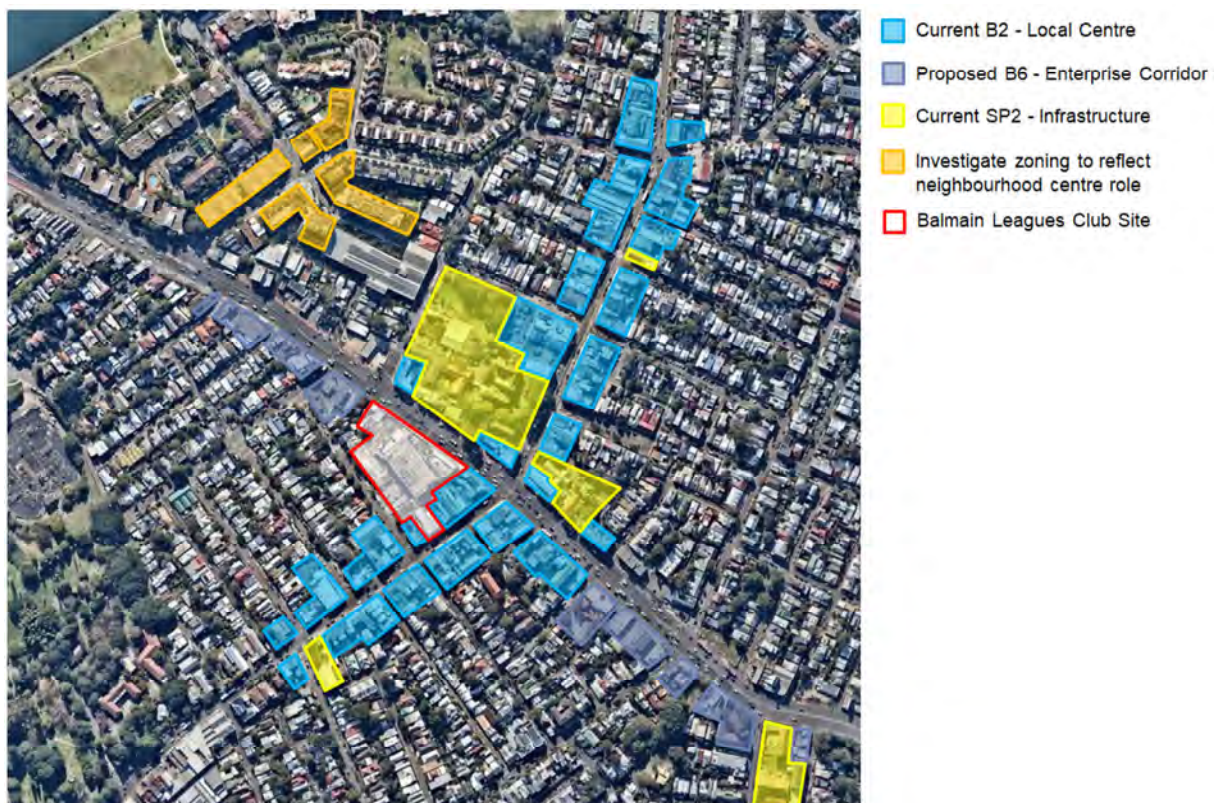 Current B2 - Local Centre
Proposed B6 - Enterprise Corridor
Current SP2 - Infrastructure
Investigate zoning to reflect
neighbourhood centre role
Balmain Leagues Club Site